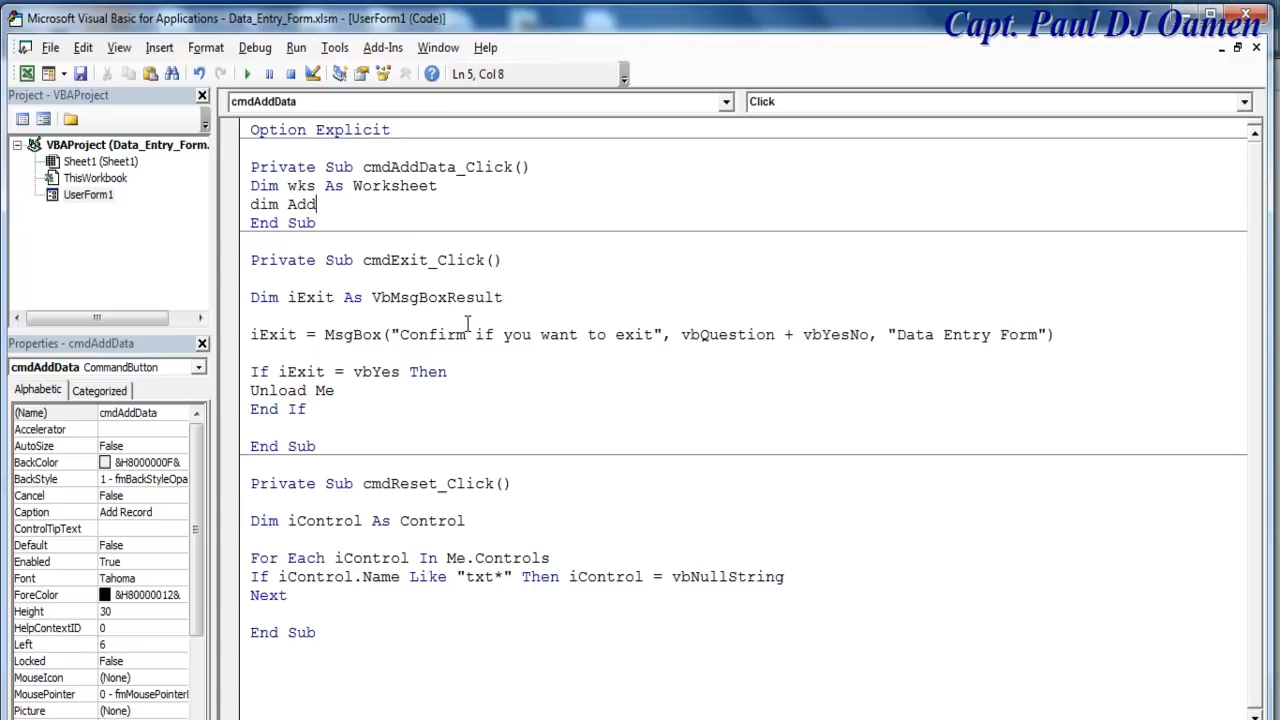 Microsoft Visual Basic for Applications - Data_Entry_Form.xlsm - [UserForm1 (Code)]
Capt. Paul DJ Oamen
File Edit View Insert Format Debug Run Tools Add-Ins Window Help
Ln 5, Col 8
Project - VBAProject
cmdAddData
Click
VBAProject (Data_Entry_Form.
Sheet1 (Sheet1)
ThisWorkbook
UserForm1
Option Explicit
Private Sub cmdAddData_Click()
Dim wks As Worksheet
dim Add
End Sub
Private Sub cmdExit_Click()
Dim iExit As VbMsgBoxResult
iExit = MsgBox("Confirm if you want to exit", vbQuestion + vbYesNo, "Data Entry Form")
If iExit = vbYes Then
Unload Me
End If
End Sub
Private Sub cmdReset_Click()
Dim iControl As Control
For Each iControl In Me.Controls
If iControl.Name Like "txt*" Then iControl = vbNullString
Next
End Sub
Properties - cmdAddData
cmdAddData CommandButton
Alphabetic Categorized
(Name) cmdAddData
Accelerator
AutoSize False
BackColor &H8000000F&
BackStyle 1 - fmBackStyleOpa
Cancel False
Caption Add Record
ControlTipText
Default False
Enabled True
Font Tahoma
ForeColor &H80000012&
Height 30
HelpContextID 0
Left 6
Locked False
MouseIcon (None)
MousePointer 0 - fmMousePointerI
Picture (None)